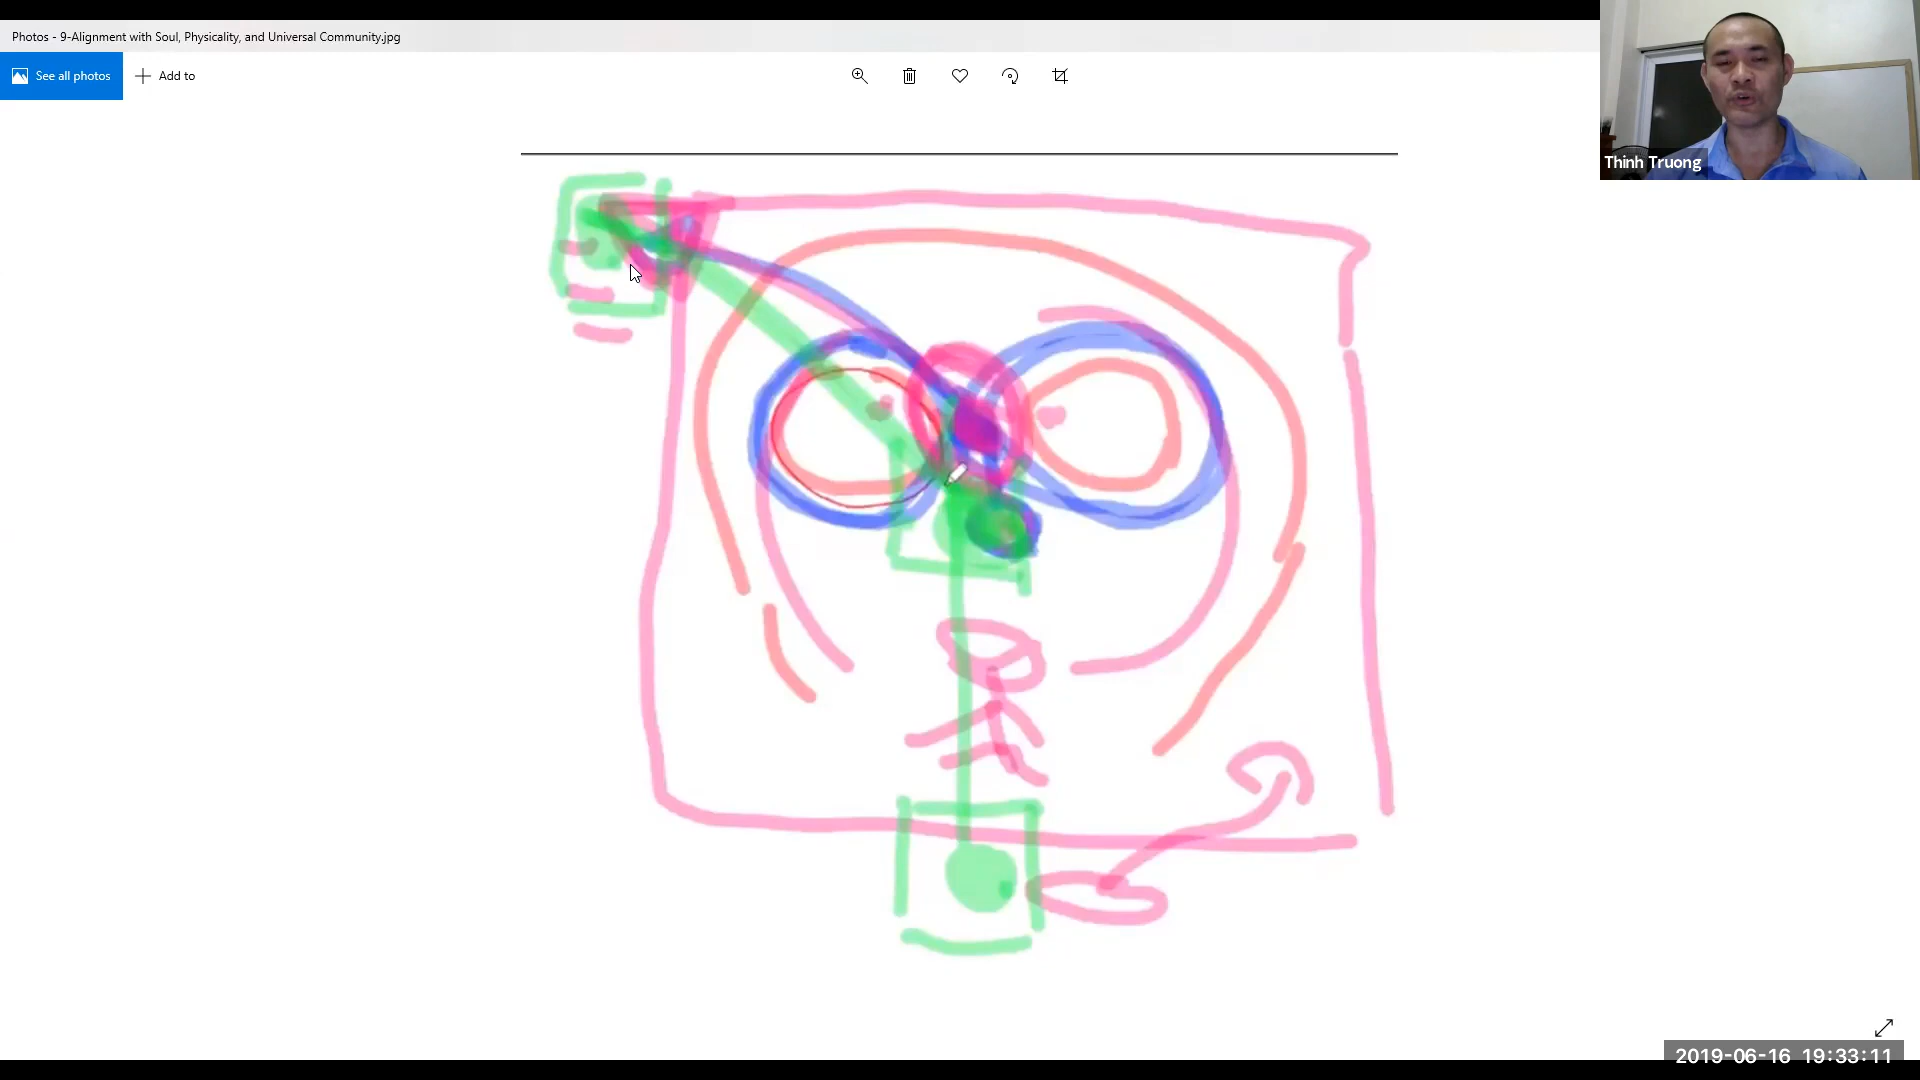 Photos - 9-Alignment with Soul, Physicality, and Universal Community.jpg
See all photos
Add to
Thinh Truong
2019-06-16 19:33:11